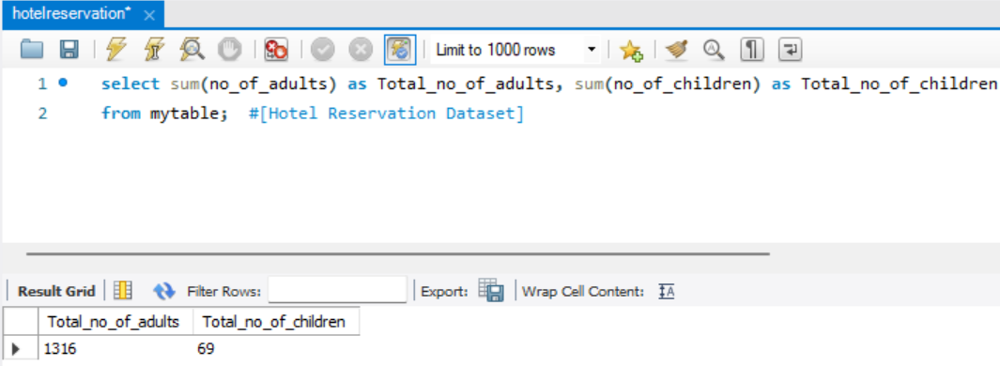 hotelreservation*
Limit to 1000 rows
1 select sum(no_of_adults) as Total_no_of_adults, sum(no_of_children) as Total_no_of_children
2 from mytable; #[Hotel Reservation Dataset]
Result Grid Filter Rows: Export: Wrap Cell Content:
Total_no_of_adults Total_no_of_children
1316 69